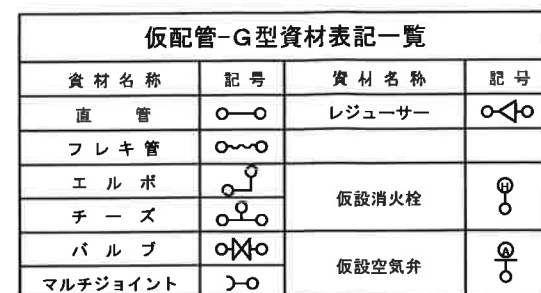 仮配管-G型資材表記一覧
資材名称 記号 資材名称 記号
直管 レジューサー
フレキ管
エルボ
仮設消火栓 H
チーズ
バルブ
仮設空気弁 A
マルチジョイント